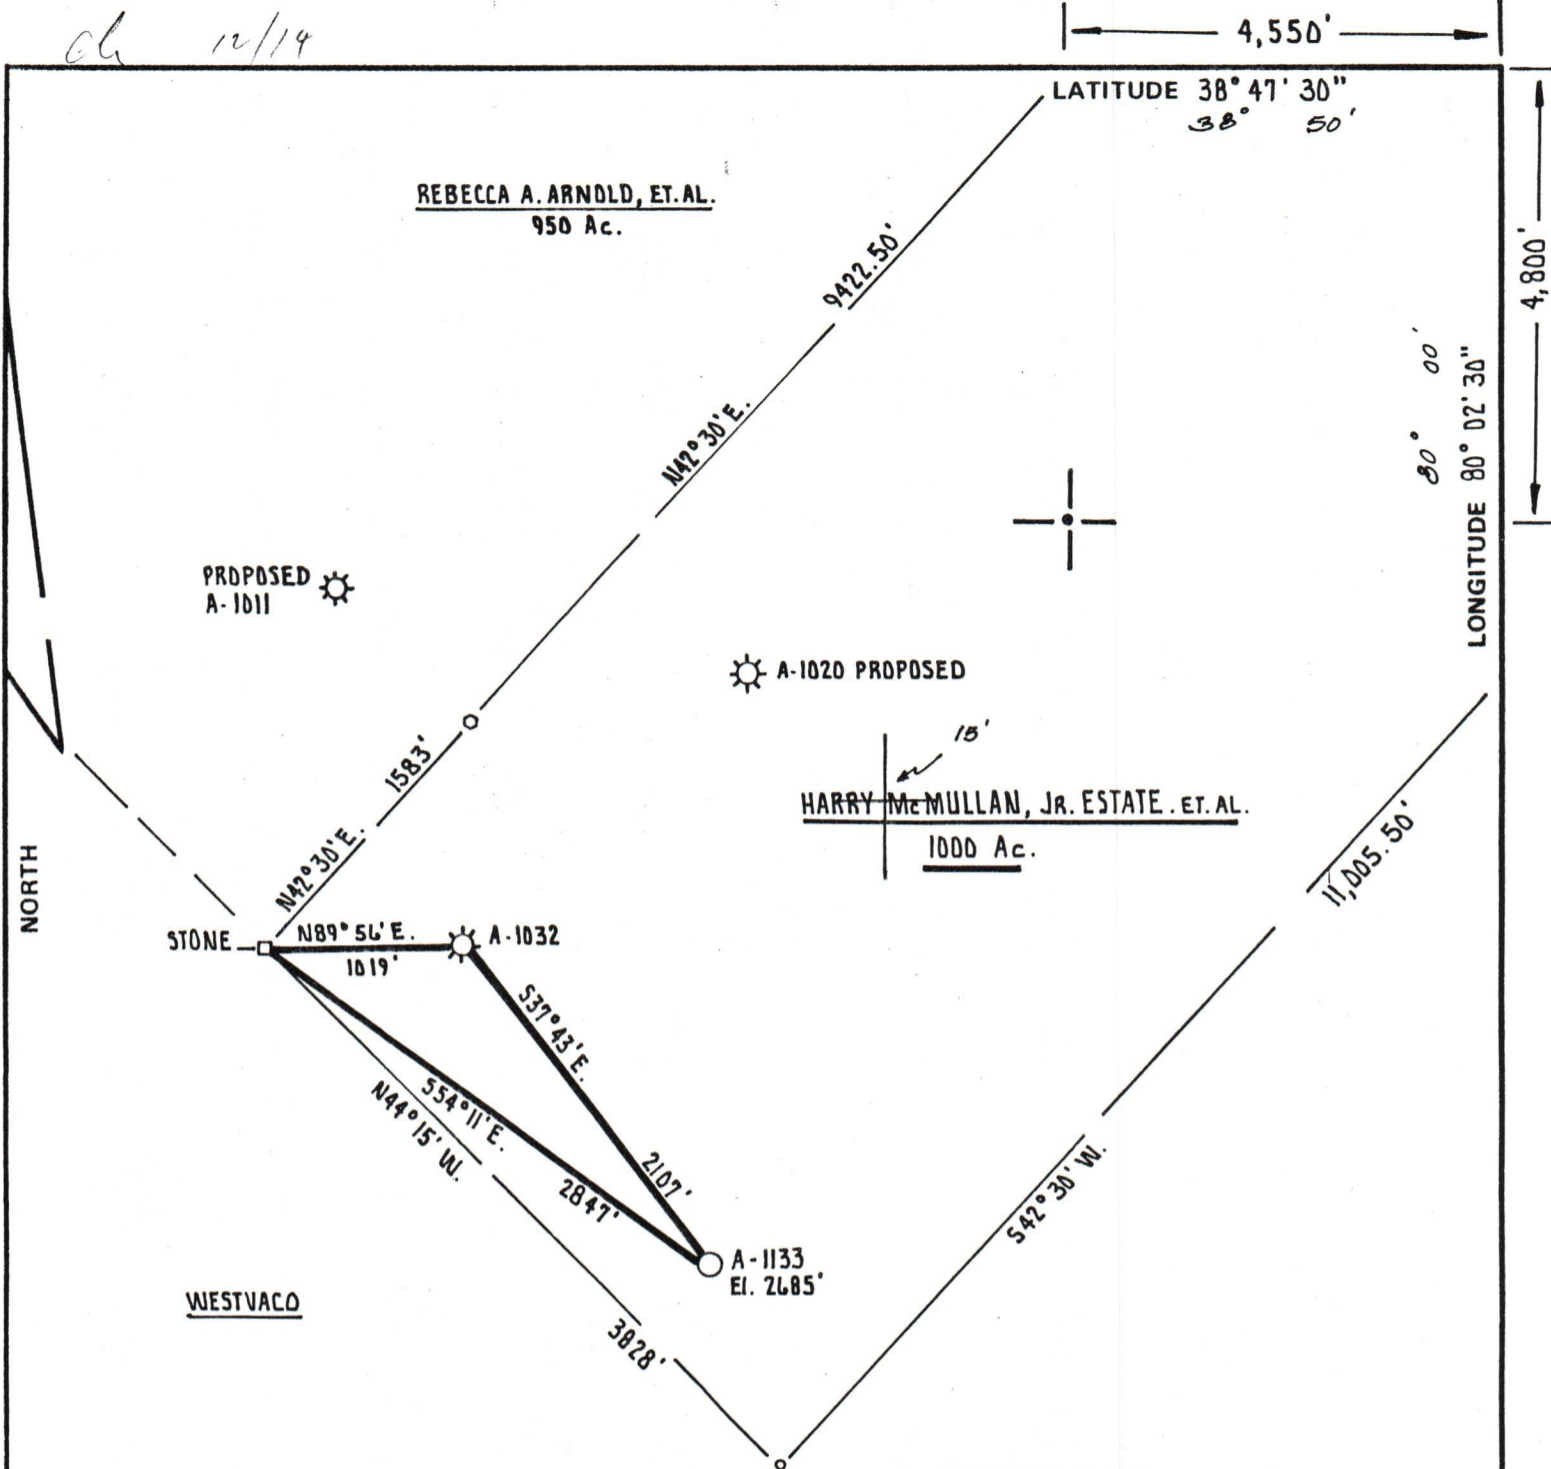 12/14
4,550'
LATITUDE 38° 47' 30"
38° 50'
4,800'
REBECCA A. ARNOLD, ET. AL.
950 Ac.
9422.50'
N42°30'E.
80° 00'
LONGITUDE 80° 02' 30"
PROPOSED
A-1011
A-1020 PROPOSED
15'
1583'
HARRY McMULLAN, JR. ESTATE. ET. AL.
1000 Ac.
11,005.50'
NORTH
N42°30'E.
STONE
N89°56'E.
1019'
A-1032
S37°43'E.
2107'
S54°11'E.
2847'
N44°15'W.
3828'
S42°30'W.
A-1133
El. 2685'
WESTVACO